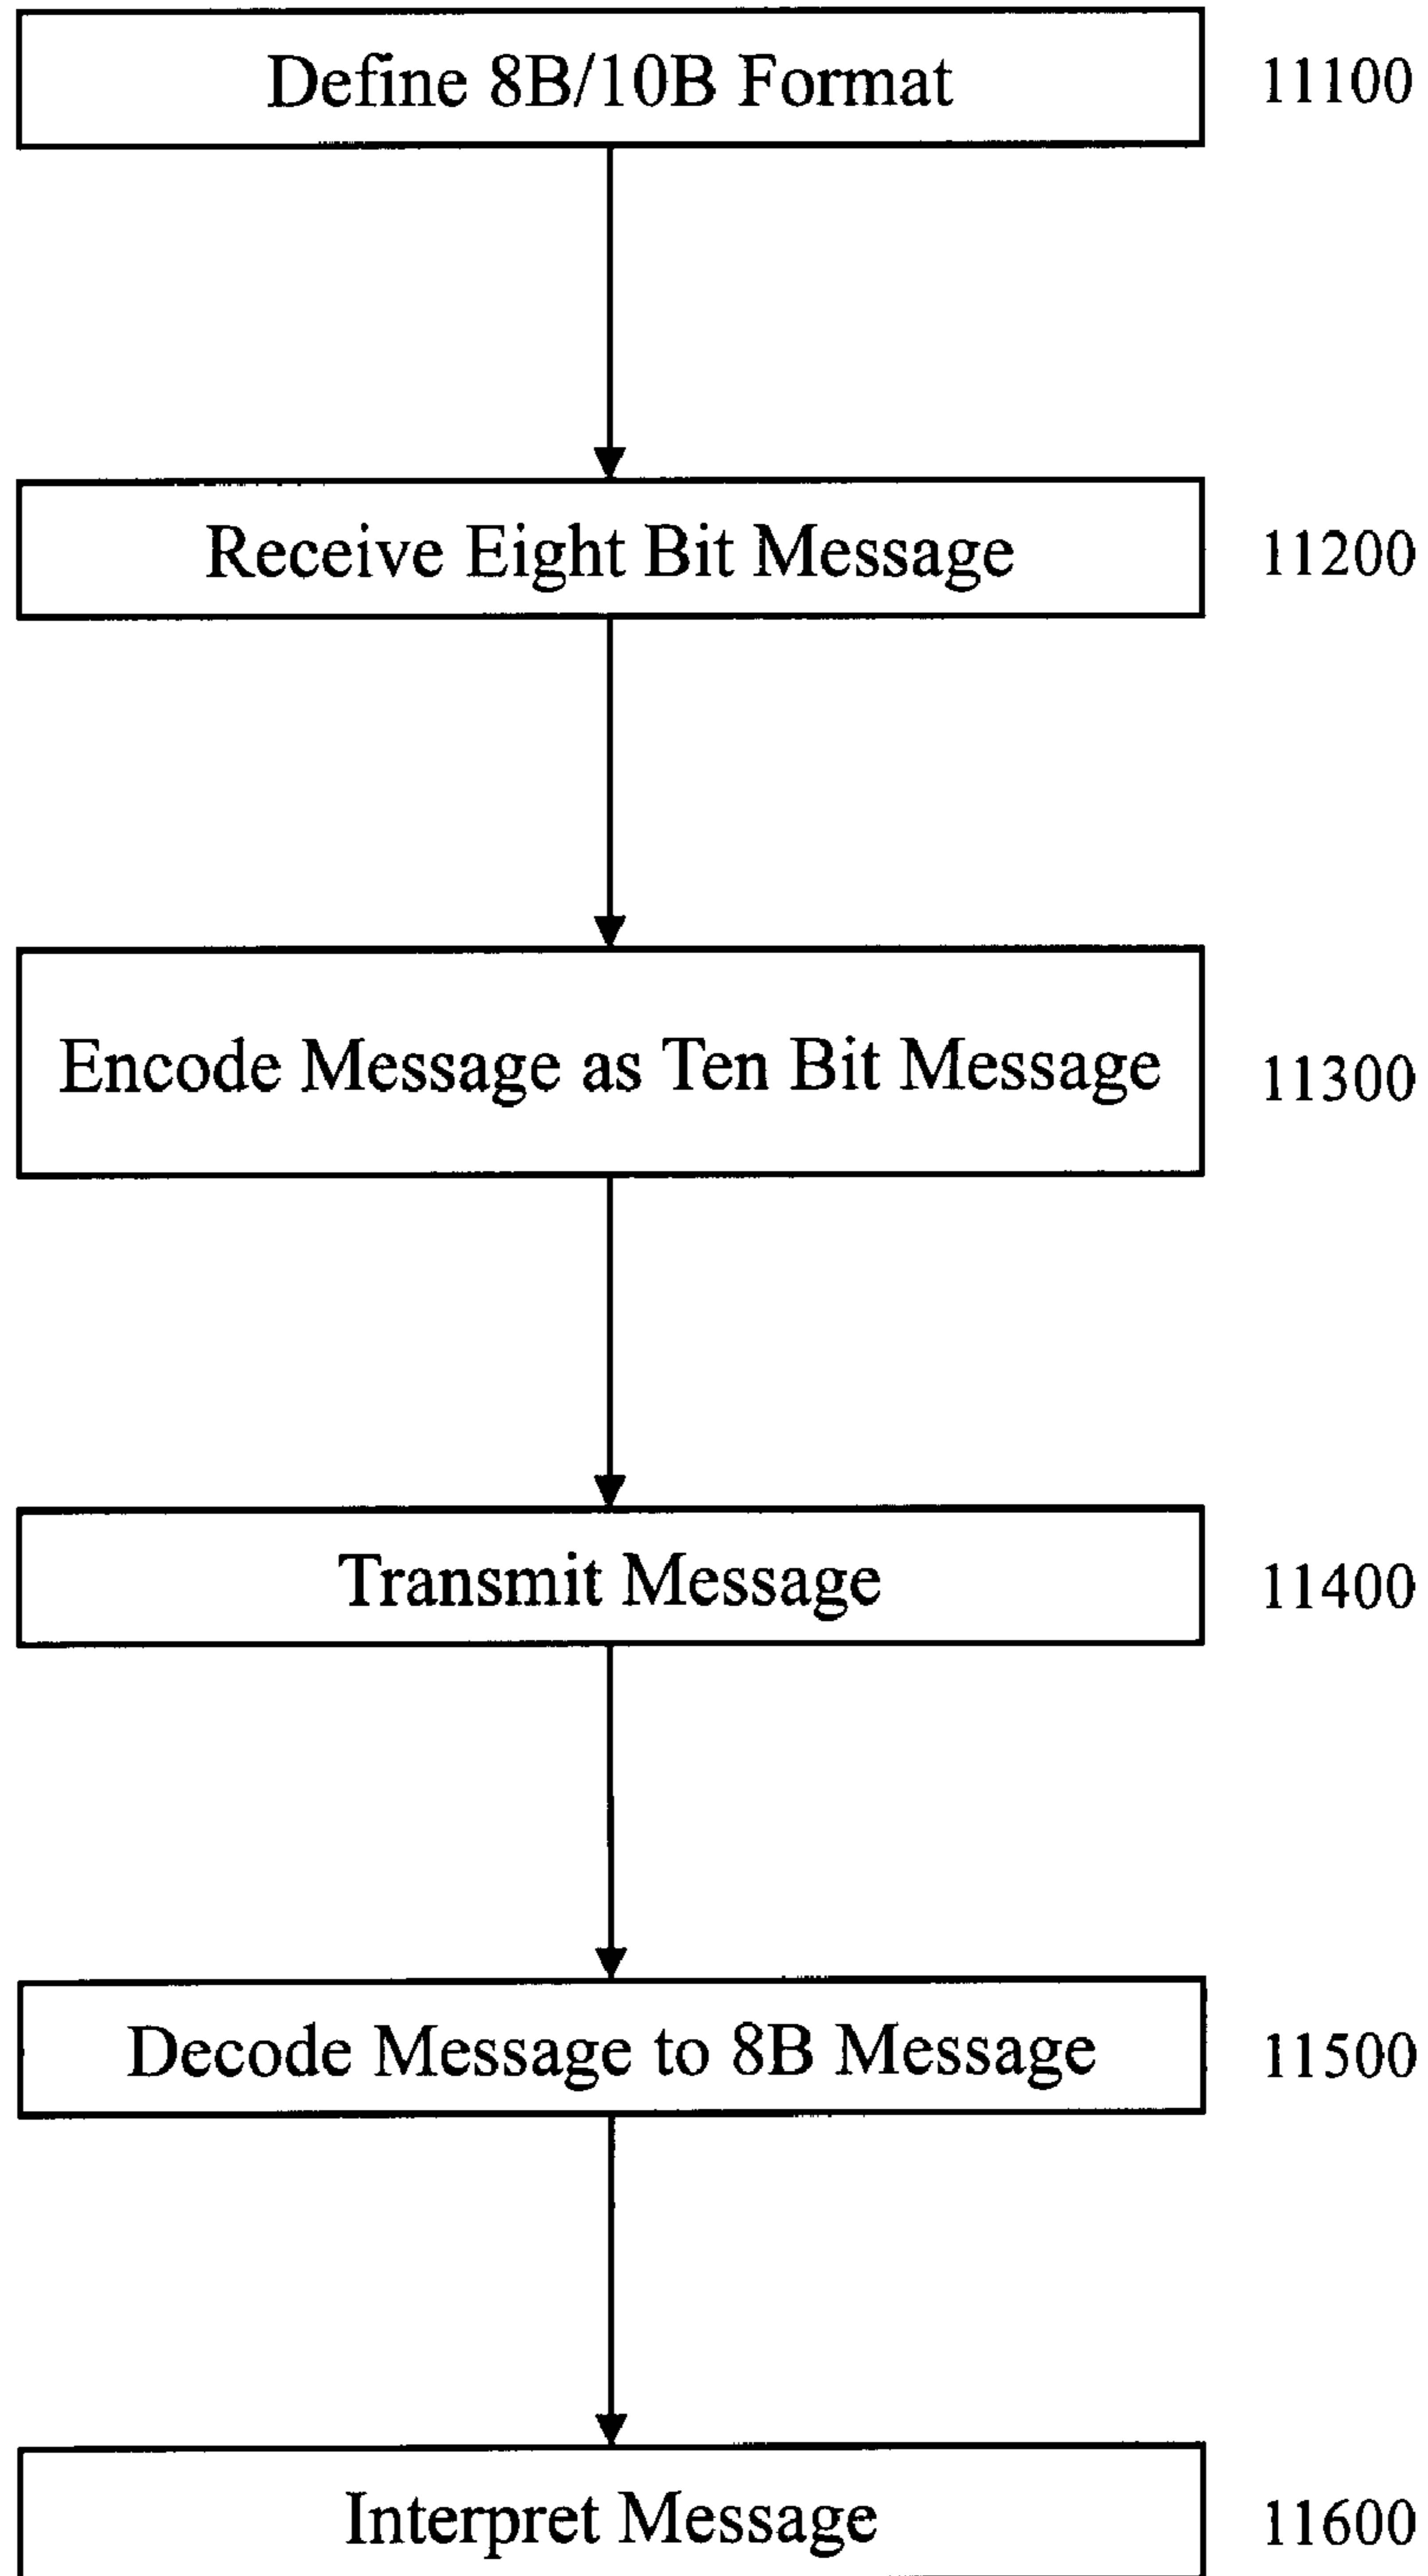 Define 8B/10B Format 11100
Receive Eight Bit Message 11200
Encode Message as Ten Bit Message 11300
Transmit Message 11400
Decode Message to 8B Message 11500
Interpret Message 11600